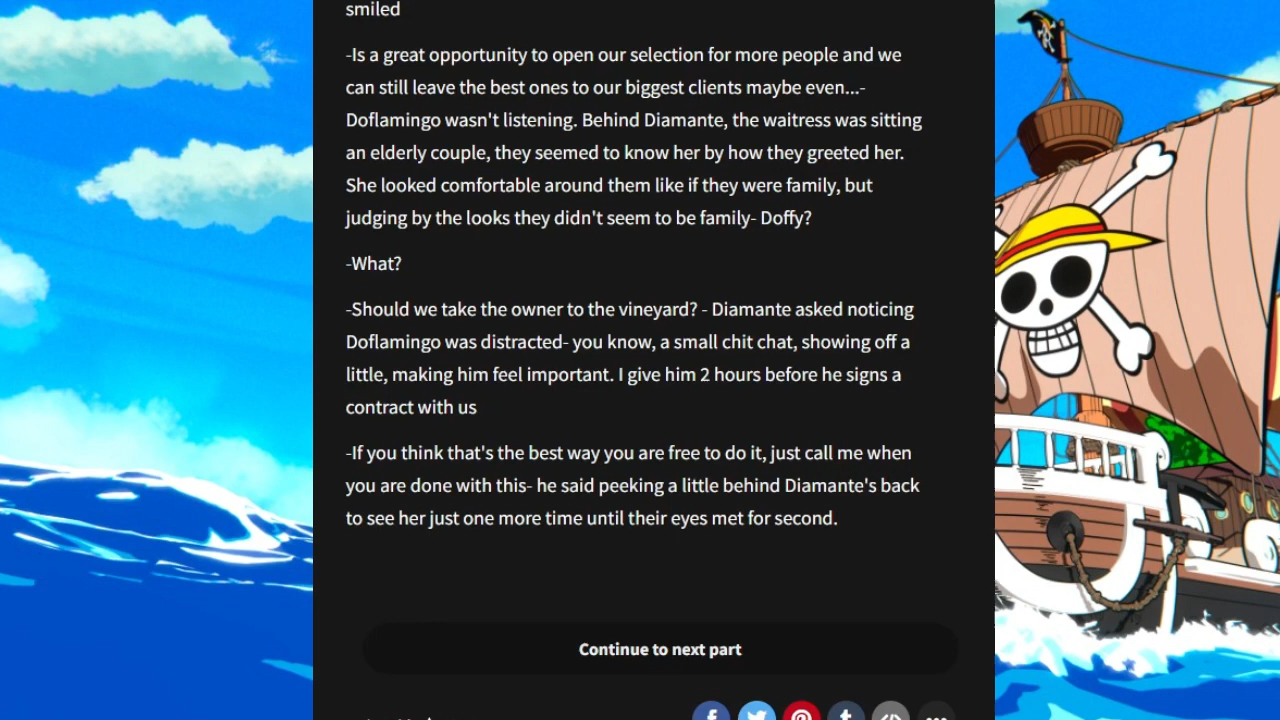 smiled
-Is a great opportunity to open our selection for more people and we
can still leave the best ones to our biggest clients maybe even...-
Doflamingo wasn't listening. Behind Diamante, the waitress was sitting
an elderly couple, they seemed to know her by how they greeted her.
She looked comfortable around them like if they were family, but
judging by the looks they didn't seem to be family- Doffy?
-What?
-Should we take the owner to the vineyard? - Diamante asked noticing
Doflamingo was distracted- you know, a small chit chat, showing off a
little, making him feel important. I give him 2 hours before he signs a
contract with us
-If you think that's the best way you are free to do it, just call me when
you are done with this- he said peeking a little behind Diamante's back
to see her just one more time until their eyes met for second.
Continue to next part